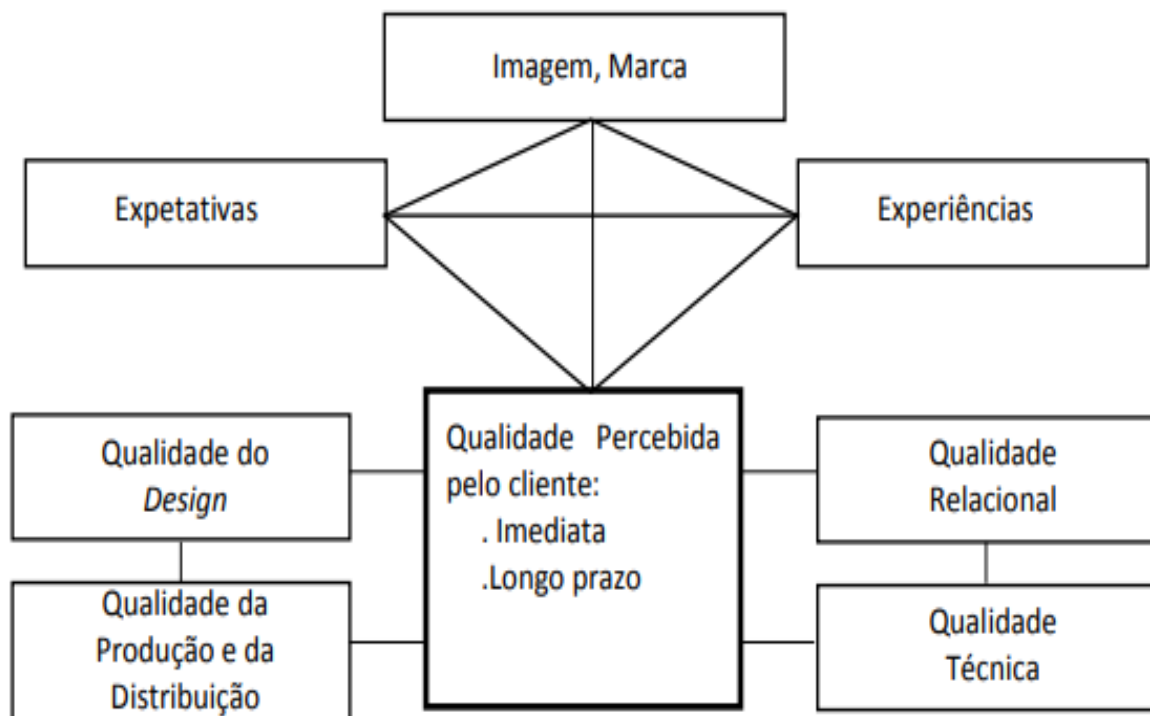 Imagem, Marca
Expetativas
Experiências
Qualidade do
Design
Qualidade Percebida
pelo cliente:
. Imediata
.Longo prazo
Qualidade
Relacional
Qualidade da
Produção e da
Distribuição
Qualidade
Técnica